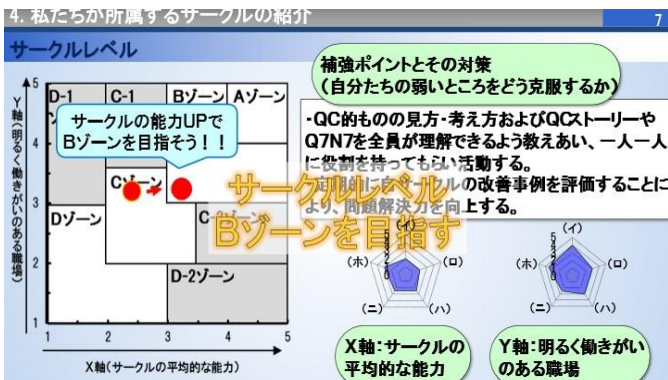 4. 私たちが所属するサークルの紹介
7
サークルレベル
補強ポイントとその対策
（自分たちの弱いところをどう克服するか）
・QC的ものの見方・考え方およびQCストーリーや
Q7N7を全員が理解できるよう教えあい、一人一人
に役割を持ってもらい活動する。
の改善事例を評価することに
より、問題解決力を向上する。
サークルレベル
Bゾーンを目指す
Y軸（明るく働きがいのある職場）
5
4
3
2
1
D-1
C-1
Bゾーン
Aゾーン
サークルの能力UPで
Bゾーンを目指そう！！
Cゾーン
Dゾーン
D-2ゾーン
1 2 3 4 5
X軸（サークルの平均的な能力）
(イ)
(ロ)
(ハ)
(ニ)
(ホ)
X軸：サークルの
平均的な能力
(イ)
(ロ)
(ハ)
(ニ)
(ホ)
Y軸：明るく働きがい
のある職場